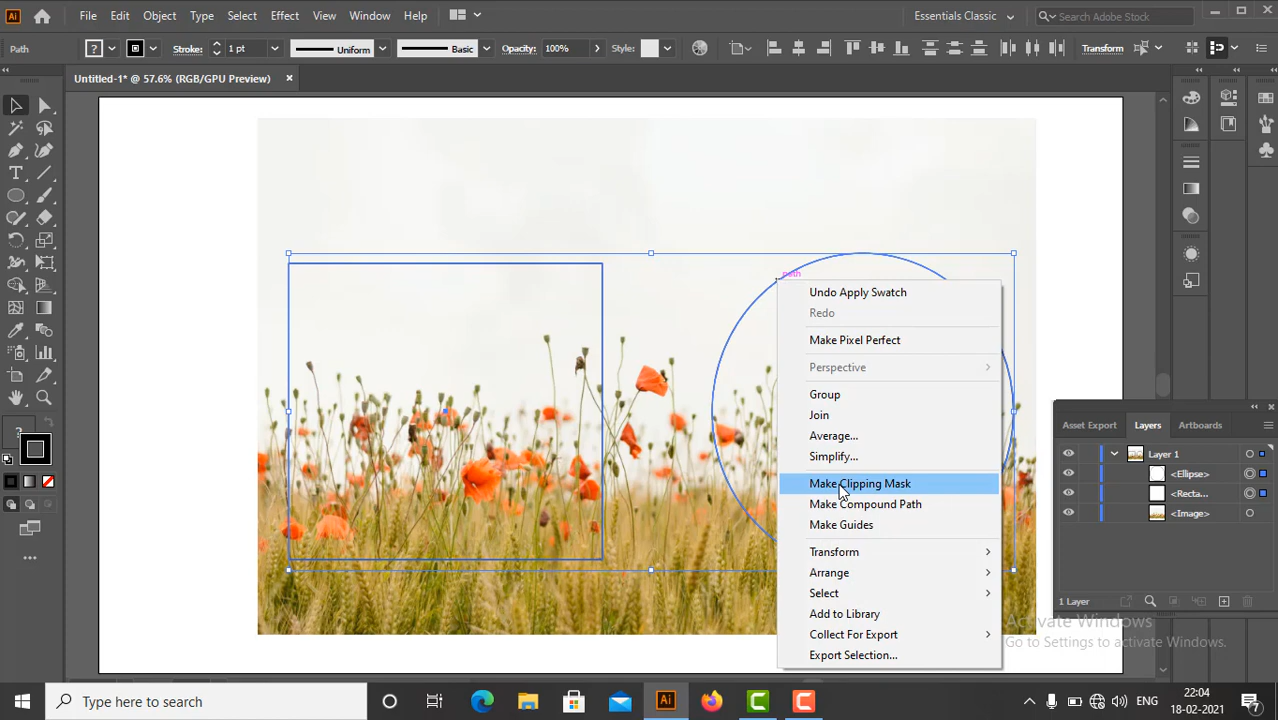 Ai File Edit Object Type Select Effect View Window Help Essentials Classic Search Adobe Stock
Path ? Stroke: 1 pt Uniform Basic Opacity: 100% Style: Transform
Untitled-1* @ 57.6% (RGB/GPU Preview)
path
Undo Apply Swatch
Redo
Make Pixel Perfect
Perspective
Group
Join
Average...
Simplify...
Make Clipping Mask
Make Compound Path
Make Guides
Transform
Arrange
Select
Add to Library
Collect For Export
Export Selection...
Asset Export Layers Artboards
Layer 1
<Ellipse>
<Recta...
<Image>
1 Layer
Activate Windows
Go to Settings to activate Windows.
Type here to search
Ai
ENG
22:04
18-02-2021
7